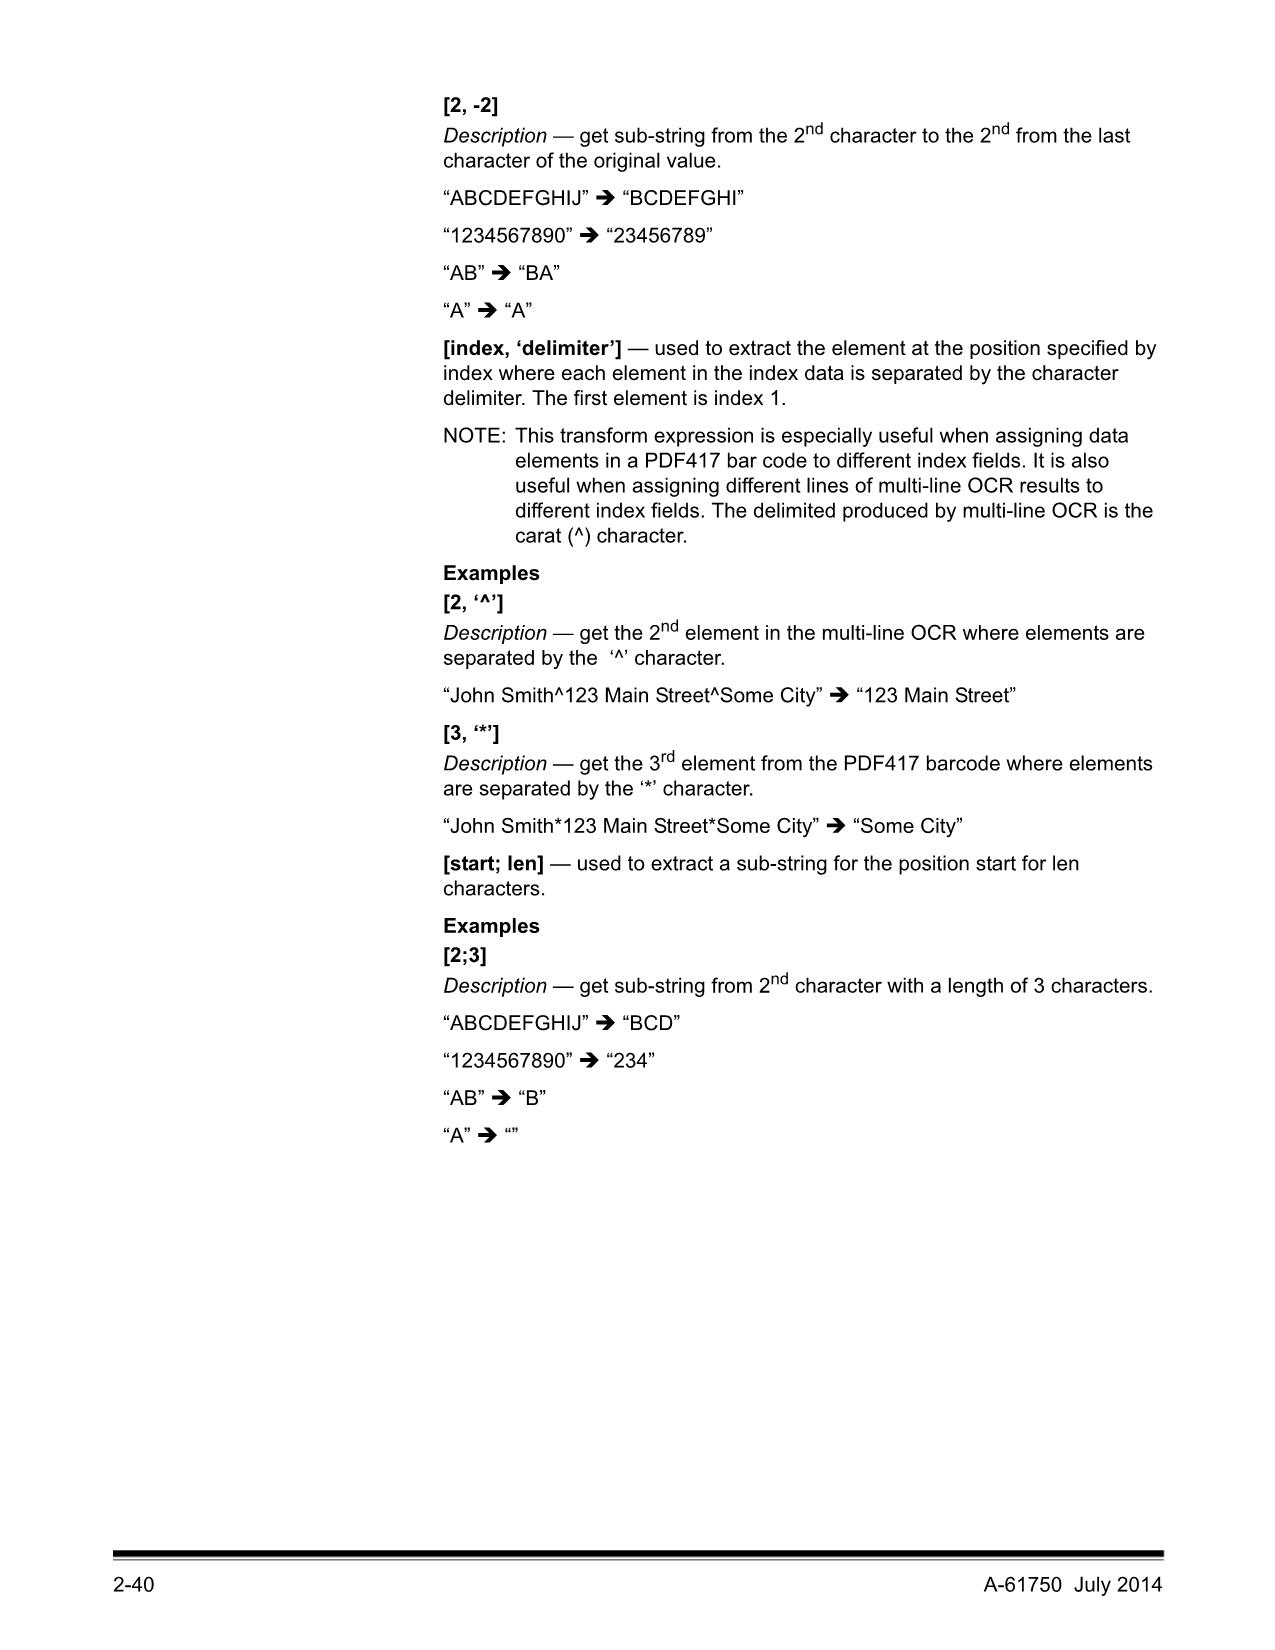 [2, -2]
Description — get sub-string from the 2nd character to the 2nd from the last
character of the original value.
“ABCDEFGHIJ” ➔ “BCDEFGHI”
“1234567890” ➔ “23456789”
“AB” ➔ “BA”
“A” ➔ “A”
[index, ‘delimiter’] — used to extract the element at the position specified by
index where each element in the index data is separated by the character
delimiter. The first element is index 1.
NOTE: This transform expression is especially useful when assigning data
elements in a PDF417 bar code to different index fields. It is also
useful when assigning different lines of multi-line OCR results to
different index fields. The delimited produced by multi-line OCR is the
carat (^) character.
Examples
[2, ‘^’]
Description — get the 2nd element in the multi-line OCR where elements are
separated by the ‘^’ character.
“John Smith^123 Main Street^Some City” ➔ “123 Main Street”
[3, ‘*’]
Description — get the 3rd element from the PDF417 barcode where elements
are separated by the ‘*’ character.
“John Smith*123 Main Street*Some City” ➔ “Some City”
[start; len] — used to extract a sub-string for the position start for len
characters.
Examples
[2;3]
Description — get sub-string from 2nd character with a length of 3 characters.
“ABCDEFGHIJ” ➔ “BCD”
“1234567890” ➔ “234”
“AB” ➔ “B”
“A” ➔ “”
2-40 A-61750 July 2014